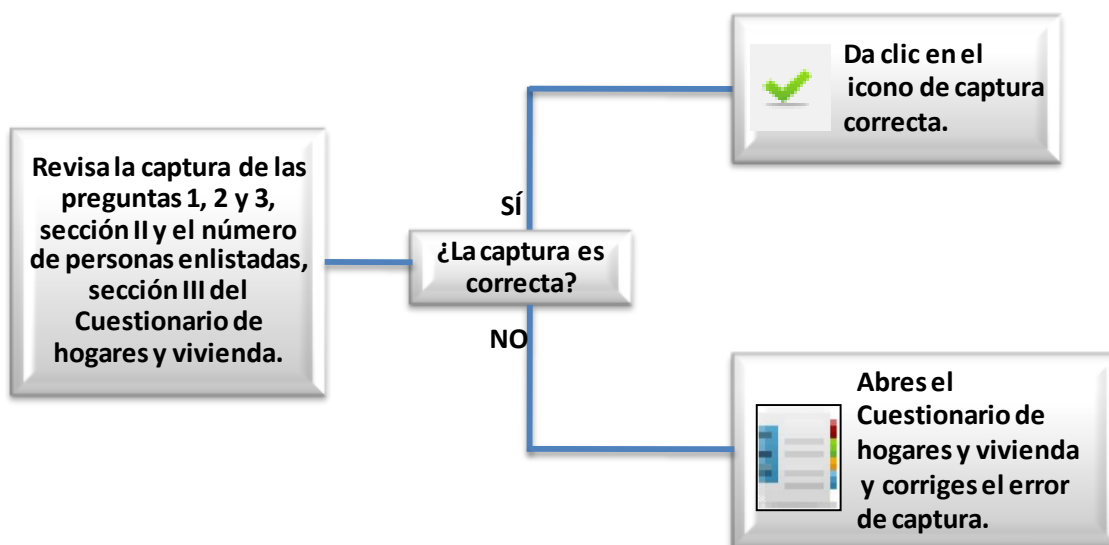 Revisa la captura de las
preguntas 1, 2 y 3,
sección II y el número
de personas enlistadas,
sección III del
Cuestionario de
hogares y vivienda.
¿La captura es
correcta?
SÍ
Da clic en el
icono de captura
correcta.
NO
Abres el
Cuestionario de
hogares y vivienda
y corriges el error
de captura.